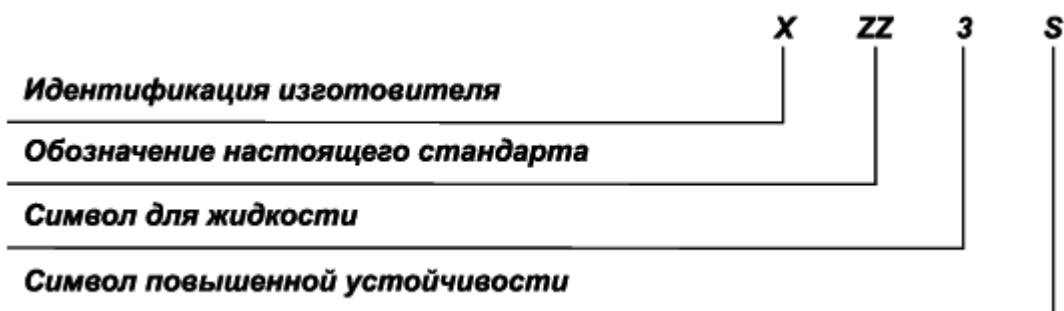 X ZZ 3 S
Идентификация изготовителя
Обозначение настоящего стандарта
Символ для жидкости
Символ повышенной устойчивости